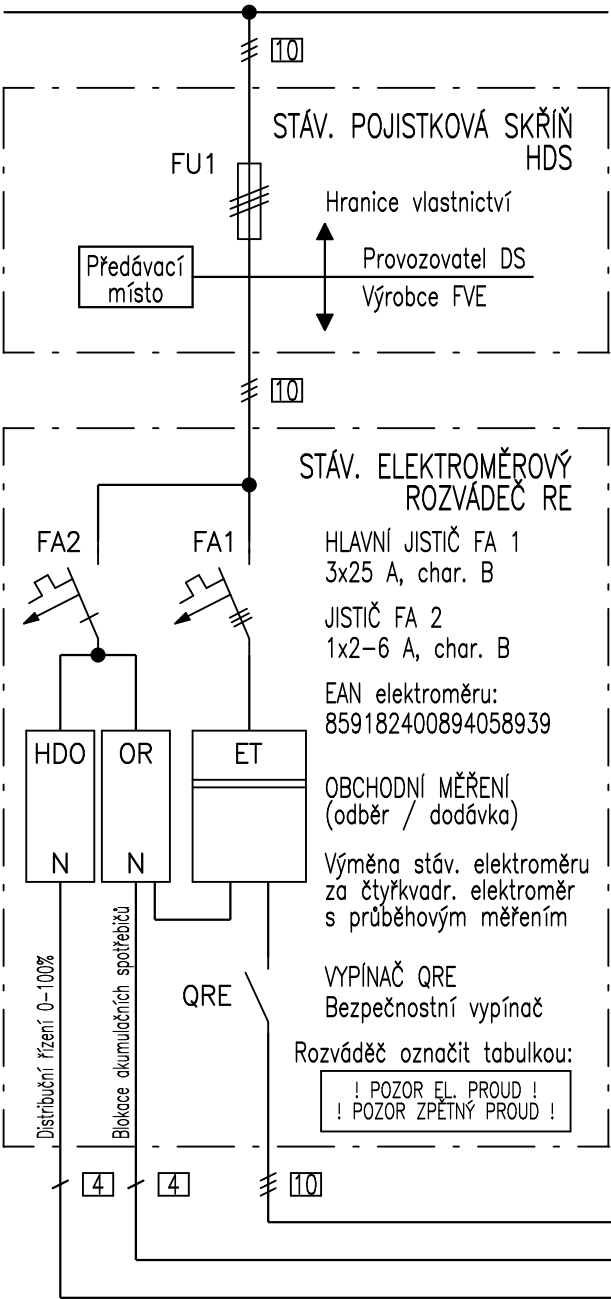 10
STÁV. POJISTKOVÁ SKŘÍŇ
HDS
FU1
Hranice vlastnictví
Předávací
místo
Provozovatel DS
Výrobce FVE
10
STÁV. ELEKTROMĚROVÝ
ROZVÁDEČ RE
FA2
FA1
HLAVNÍ JISTIČ FA 1
3x25 A, char. B
JISTIČ FA 2
1x2-6 A, char. B
EAN elektroměru:
859182400894058939
HDO
OR
ET
OBCHODNÍ MĚŘENÍ
(odběr / dodávka)
N
N
Výměna stáv. elektroměru
za čtyřkvadr. elektroměr
s průběhovým měřením
Distribuční řízení 0-100%
Blokace akumulačních spotřebičů
QRE
VYPÍNAČ QRE
Bezpečnostní vypínač
Rozváděč označit tabulkou:
! POZOR EL. PROUD !
! POZOR ZPĚTNÝ PROUD !
4
4
10